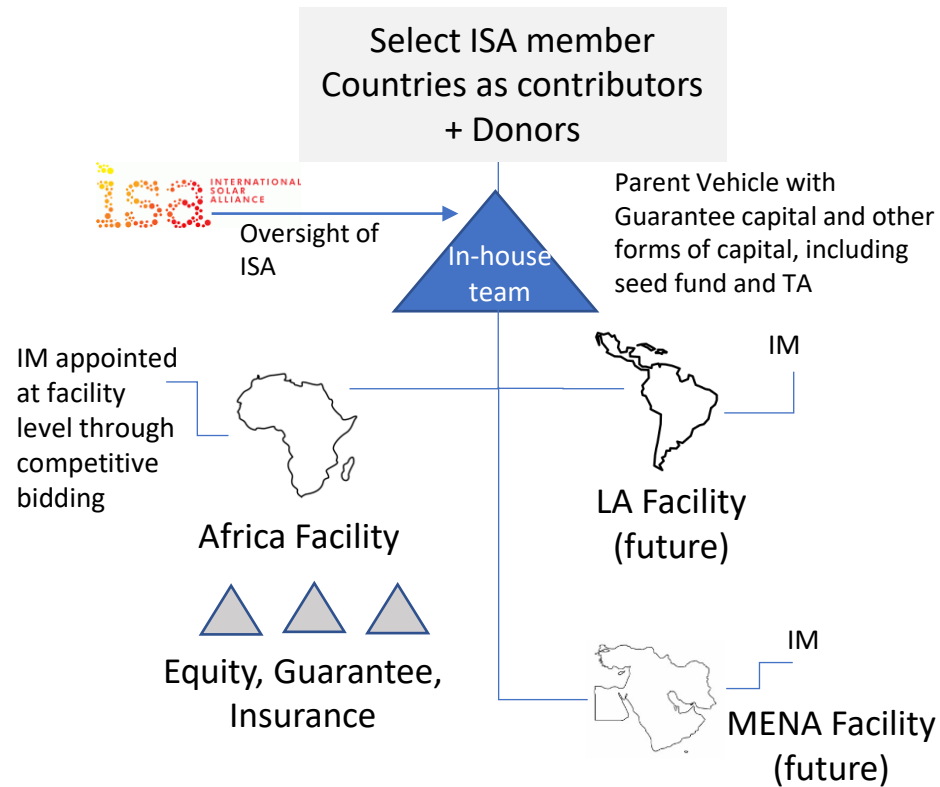 Select ISA member
Countries as contributors
+ Donors
isa INTERNATIONAL
SOLAR
ALLIANCE
Oversight of
ISA
In-house
team
Parent Vehicle with
Guarantee capital and other
forms of capital, including
seed fund and TA
IM appointed
at facility
level through
competitive
bidding
Africa Facility
IM
LA Facility
(future)
Equity, Guarantee,
Insurance
IM
MENA Facility
(future)